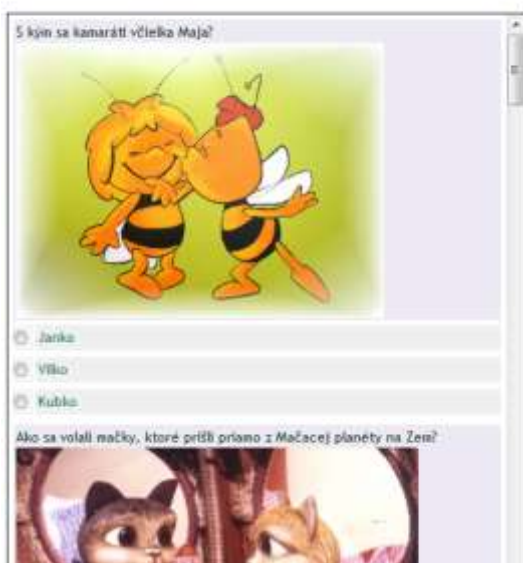 S kým sa kamaráti včielka Maja?
Janko
Vilko
Kubko
Ako sa volali mačky, ktoré prišli priamo z Mačacej planéty na Zem?